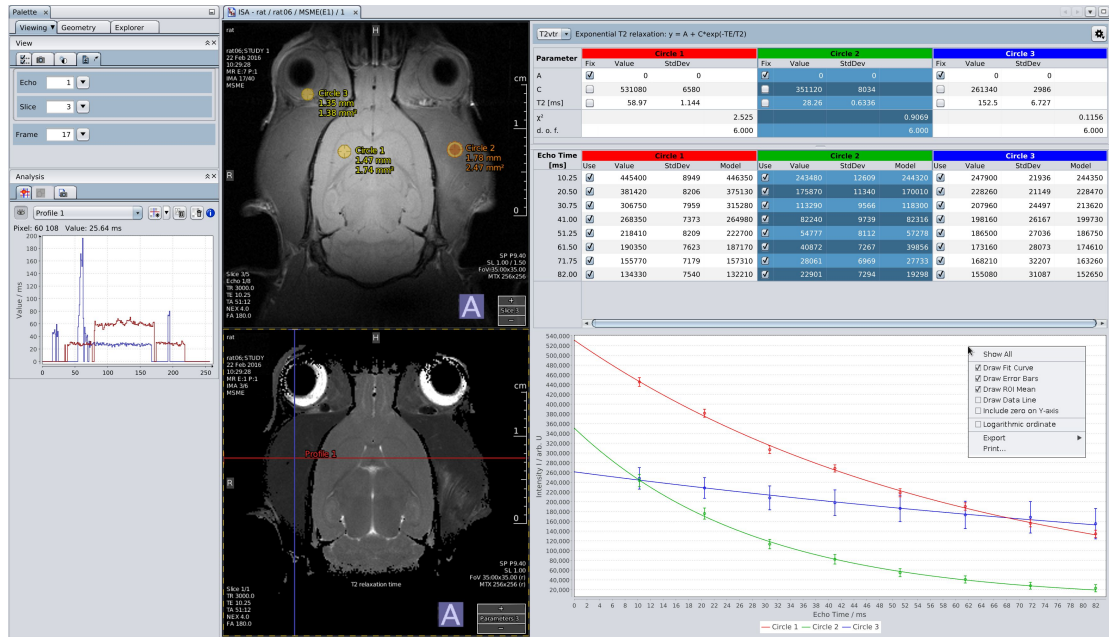 Palette ×
Viewing Geometry Explorer
View
Echo 1
Slice 3
Frame 17
Analysis
Profile 1
Pixel: 60 108 Value: 25.64 ms
Value / ms
200
180
160
140
120
100
80
60
40
20
0
0 50 100 150 200 250
ISA - rat / rat06 / MSME(E1) / 1 ×
rat
rat06;STUDY 1
22 Feb 2016
10:29:28
MR E:7 P:1
IMA 17/40
MSME
H
cm
Circle 3
1.35 mm
1.38 mm²
1
Circle 1
1.47 mm
1.74 mm²
Circle 2
1.78 mm
2.47 mm²
R
0
SP P9.40
SL 1.00 / 1.50
FoV:35.00x35.00
MTX 256x256
Slice 3/5
Echo 1/8
TR 3000.0
TE 10.25
TA 51:12
NEX 4.0
FA 180.0
A
+
Slice:3
−
rat
rat06;STUDY
22 Feb 2016
10:29:28
MR E:1 P:1
IMA 3/6
MSME
H
cm
1
Profile 1
R
0
SP P9.40
SL 1.00
FoV 35.00x35.00 (r)
MTX 256x256 (r)
T2 relaxation time
Slice 1/1
TR 3000.0
TE 10.25
TA 51:12
NEX 4.0
FA 180.0
A
+
Parameters:3
−
T2vtr Exponential T2 relaxation: y = A + C*exp(-TE/T2)
Parameter Circle 1 Circle 2 Circle 3
Fix Value StdDev Fix Value StdDev Fix Value StdDev
A 0 0 0 0 0 0
C 531080 6580 351120 8034 261340 2986
T2 [ms] 58.97 1.144 28.26 0.6336 152.5 6.727
χ² 2.525 0.9069 0.1156
d. o. f. 6.000 6.000 6.000
Echo Time [ms] Circle 1 Circle 2 Circle 3
Use Value StdDev Model Use Value StdDev Model Use Value StdDev Model
10.25 445400 8949 446350 243480 12609 244320 247900 21936 244350
20.50 381420 8206 375130 175870 11340 170010 228260 21149 228470
30.75 306750 7959 315280 113290 9566 118300 207960 24497 213620
41.00 268350 7373 264980 82240 9739 82316 198160 26167 199730
51.25 218410 8209 222700 54777 8112 57278 186500 27036 186750
61.50 190350 7623 187170 40872 7267 39856 173160 28073 174610
71.75 155770 7179 157310 28061 6969 27733 168210 32207 163260
82.00 134330 7540 132210 22901 7294 19298 155080 31087 152650
Intensity I / arb. U
540,000
520,000
500,000
480,000
460,000
440,000
420,000
400,000
380,000
360,000
340,000
320,000
300,000
280,000
260,000
240,000
220,000
200,000
180,000
160,000
140,000
120,000
100,000
80,000
60,000
40,000
20,000
Show All
Draw Fit Curve
Draw Error Bars
Draw ROI Mean
Draw Data Line
Include zero on Y-axis
Logarithmic ordinate
Export
Print...
0 2 4 6 8 10 12 14 16 18 20 22 24 26 28 30 32 34 36 38 40 42 44 46 48 50 52 54 56 58 60 62 64 66 68 70 72 74 76 78 80 82
Echo Time / ms
Circle 1 Circle 2 Circle 3